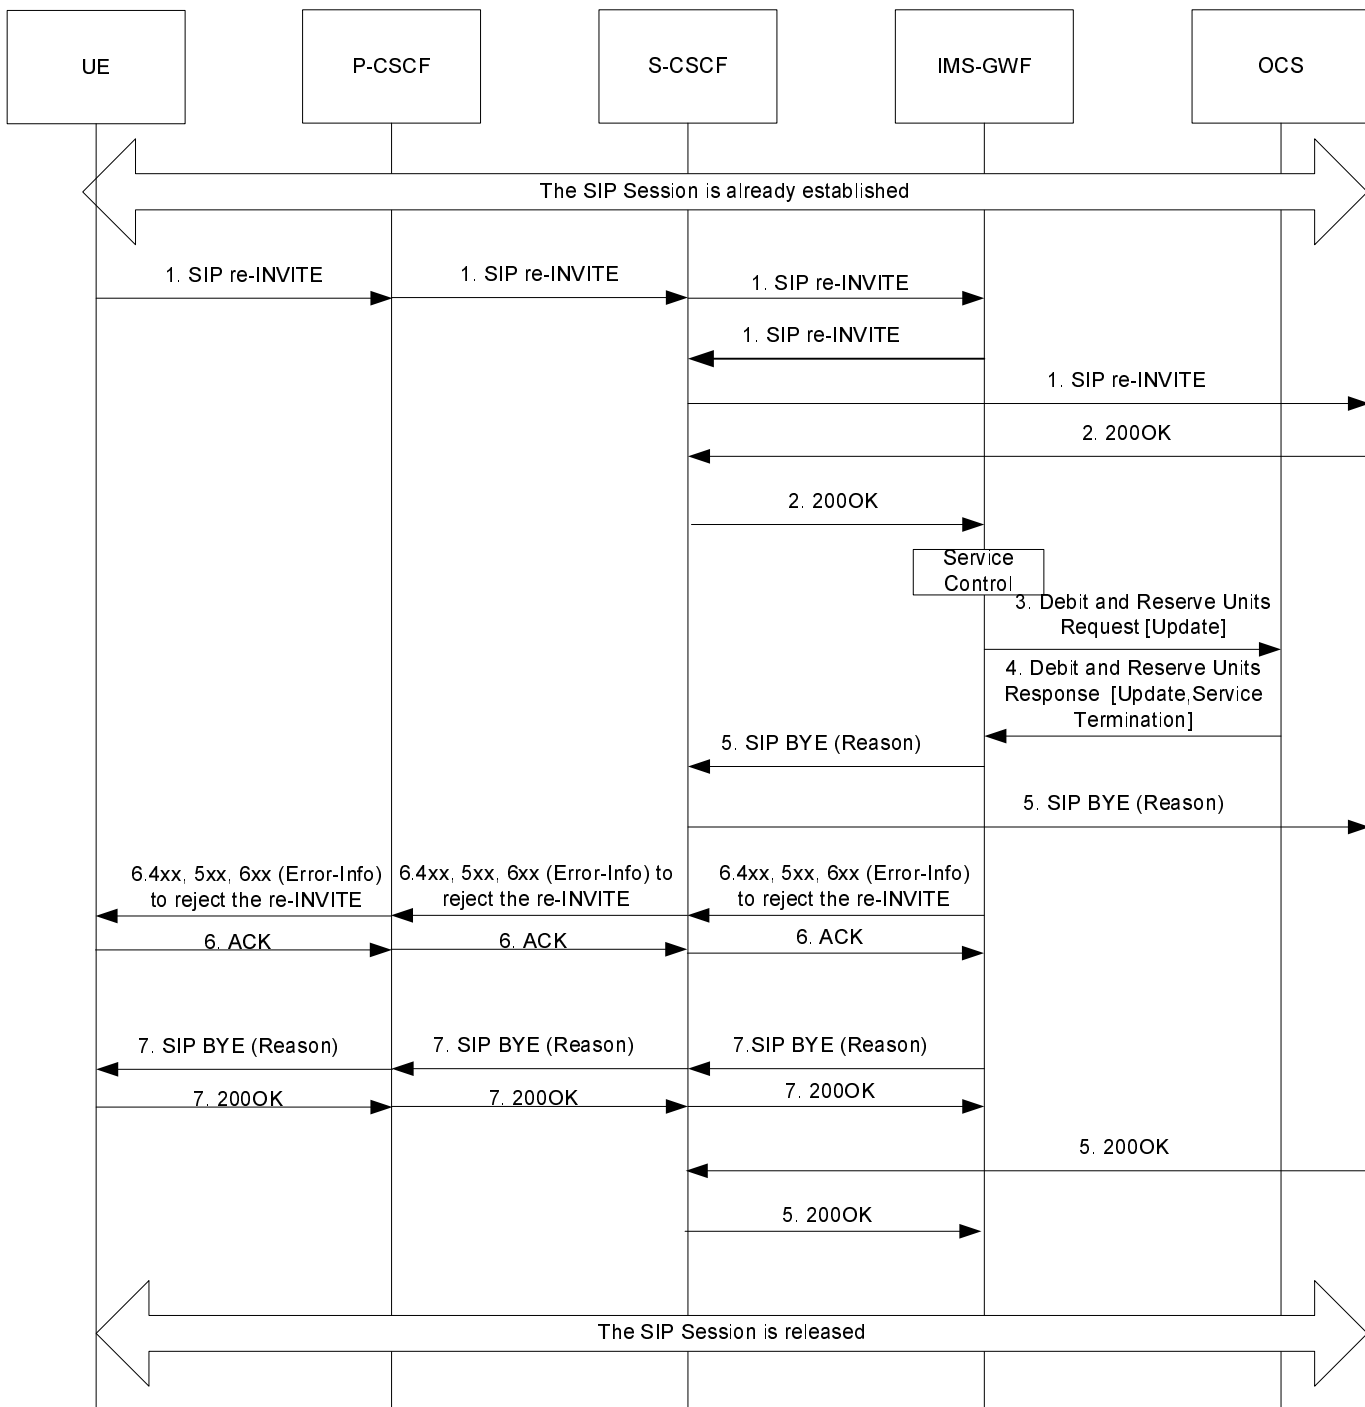 UE
P-CSCF
S-CSCF
IMS-GWF
OCS
The SIP Session is already established
1. SIP re-INVITE
1. SIP re-INVITE
1. SIP re-INVITE
1. SIP re-INVITE
1. SIP re-INVITE
2. 200OK
2. 200OK
Service
Control
3. Debit and Reserve Units
Request [Update]
4. Debit and Reserve Units
Response [Update,Service
Termination]
5. SIP BYE (Reason)
5. SIP BYE (Reason)
6.4xx, 5xx, 6xx (Error-Info)
to reject the re-INVITE
6.4xx, 5xx, 6xx (Error-Info) to
reject the re-INVITE
6.4xx, 5xx, 6xx (Error-Info)
to reject the re-INVITE
6. ACK
6. ACK
6. ACK
7. SIP BYE (Reason)
7. SIP BYE (Reason)
7.SIP BYE (Reason)
7. 200OK
7. 200OK
7. 200OK
5. 200OK
5. 200OK
The SIP Session is released